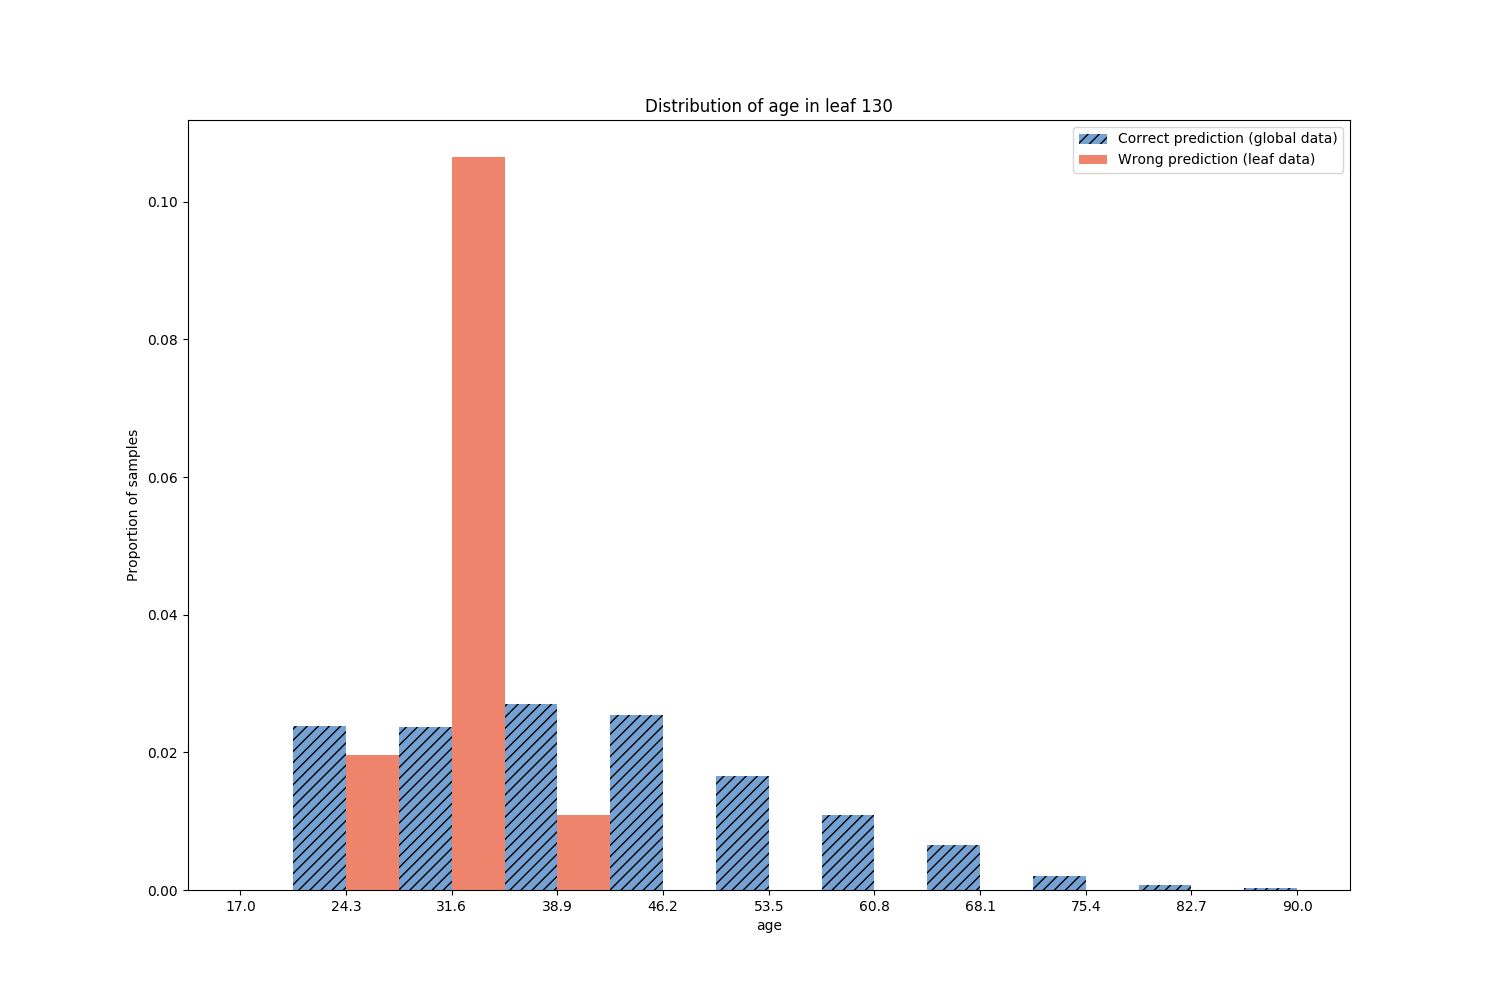 Distribution of age in leaf 130
Correct prediction (global data)
Wrong prediction (leaf data)
0.10
0.08
0.06
0.04
0.02
0.00
Proportion of samples
17.0 24.3 31.6 38.9 46.2 53.5 60.8 68.1 75.4 82.7 90.0
age